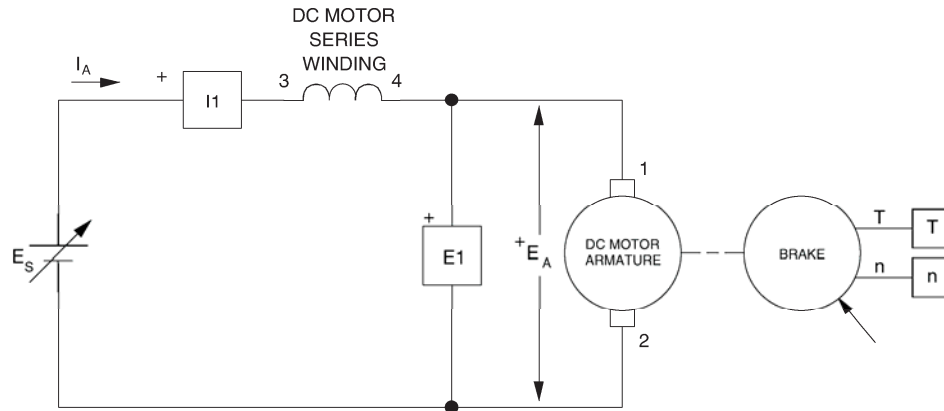 DC MOTOR
SERIES
WINDING
I_A
+
I1
3
4
1
+
E1
+E_A
DC MOTOR
ARMATURE
BRAKE
T
T
n
n
E_S
2